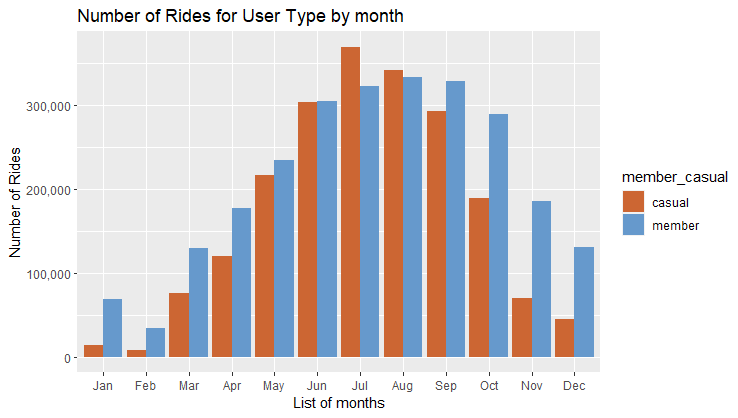 Number of Rides for User Type by month
Number of Rides
300,000
200,000
100,000
0
Jan Feb Mar Apr May Jun Jul Aug Sep Oct Nov Dec
List of months
member_casual
casual
member